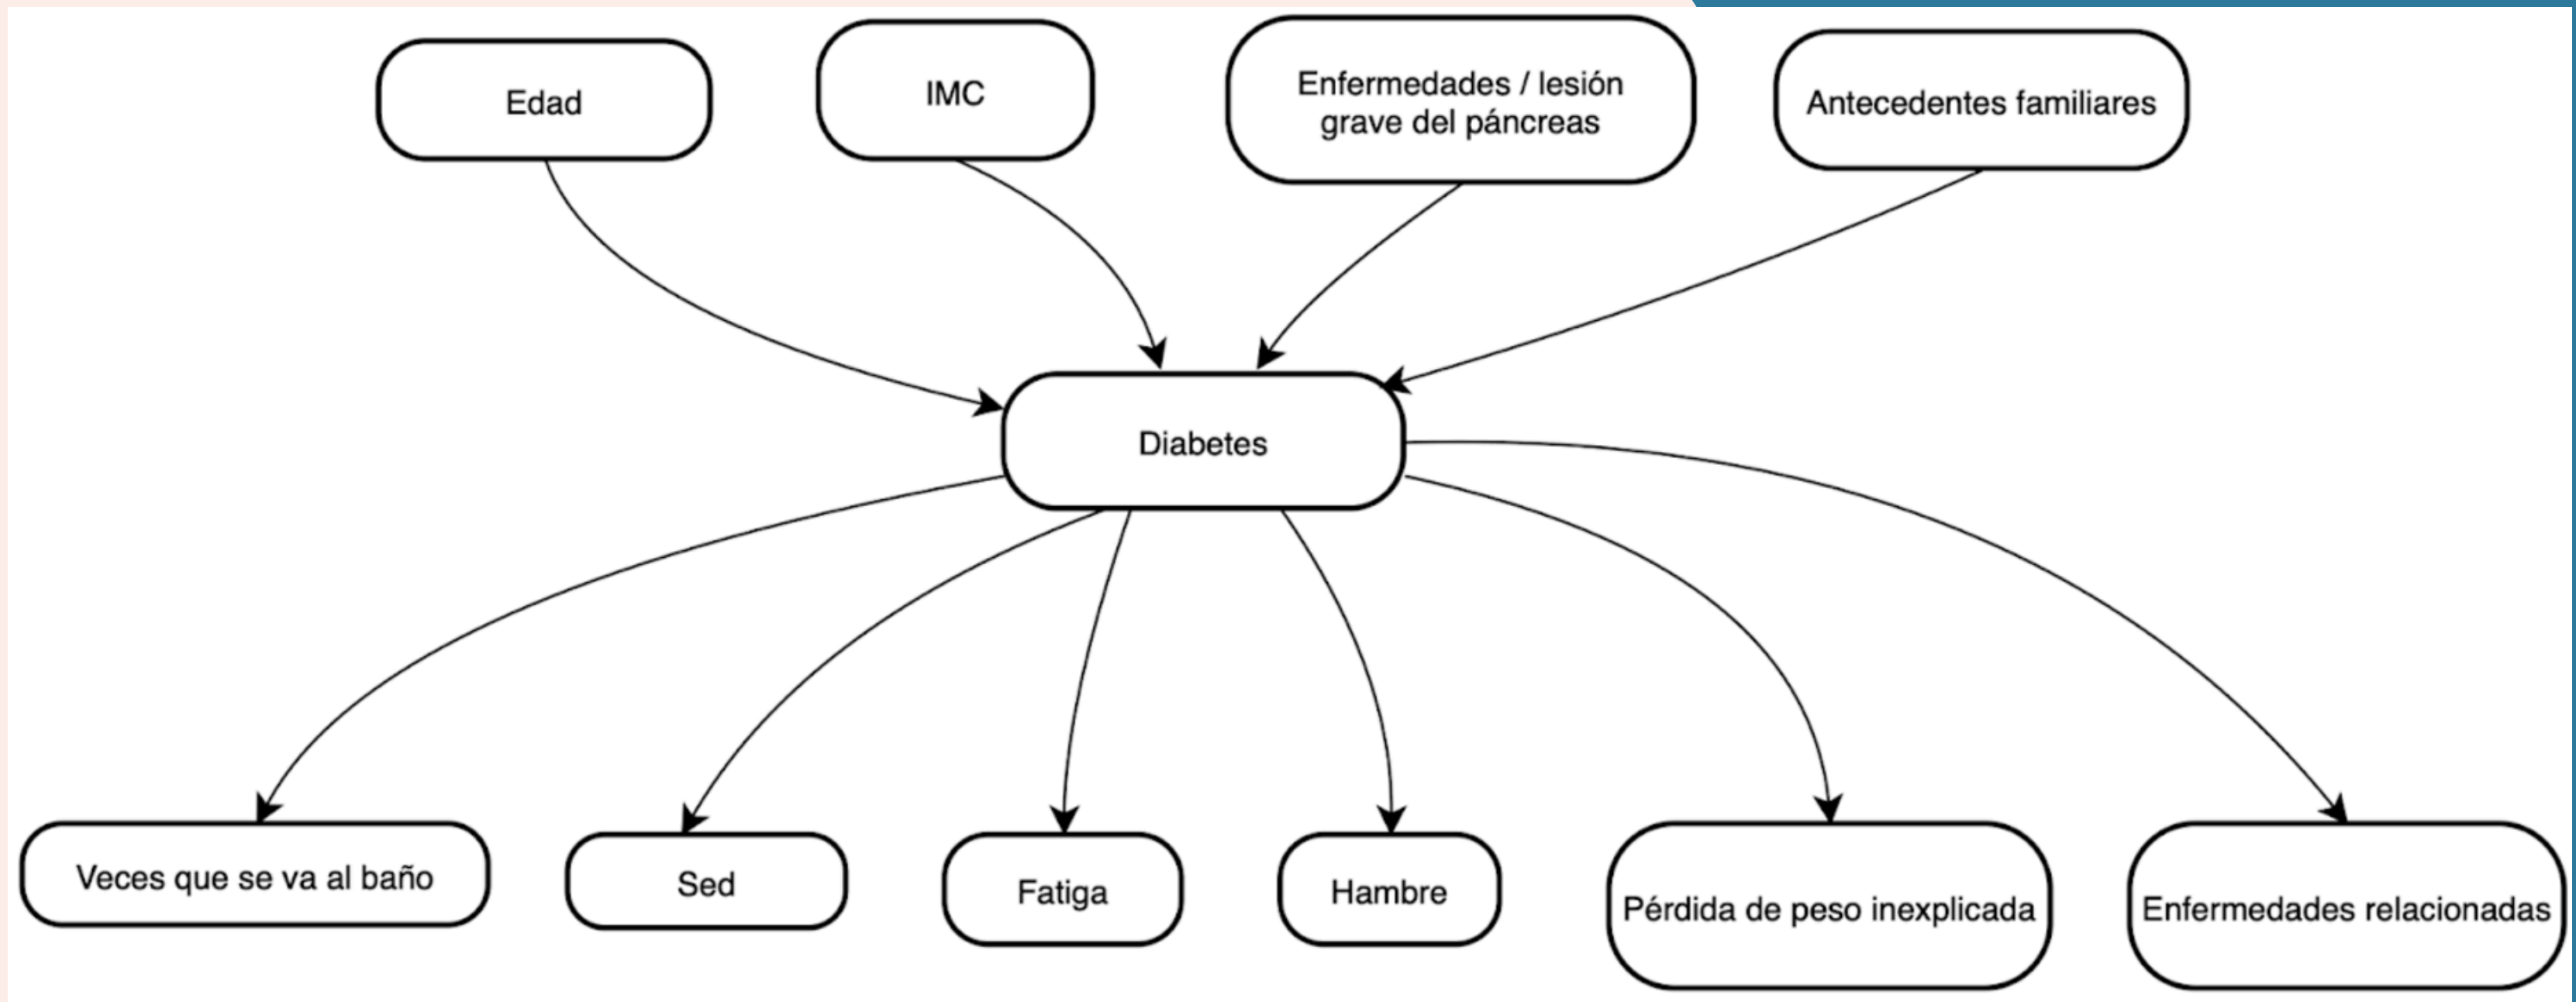 Edad
IMC
Enfermedades / lesión
grave del páncreas
Antecedentes familiares
Diabetes
Veces que se va al baño
Sed
Fatiga
Hambre
Pérdida de peso inexplicada
Enfermedades relacionadas